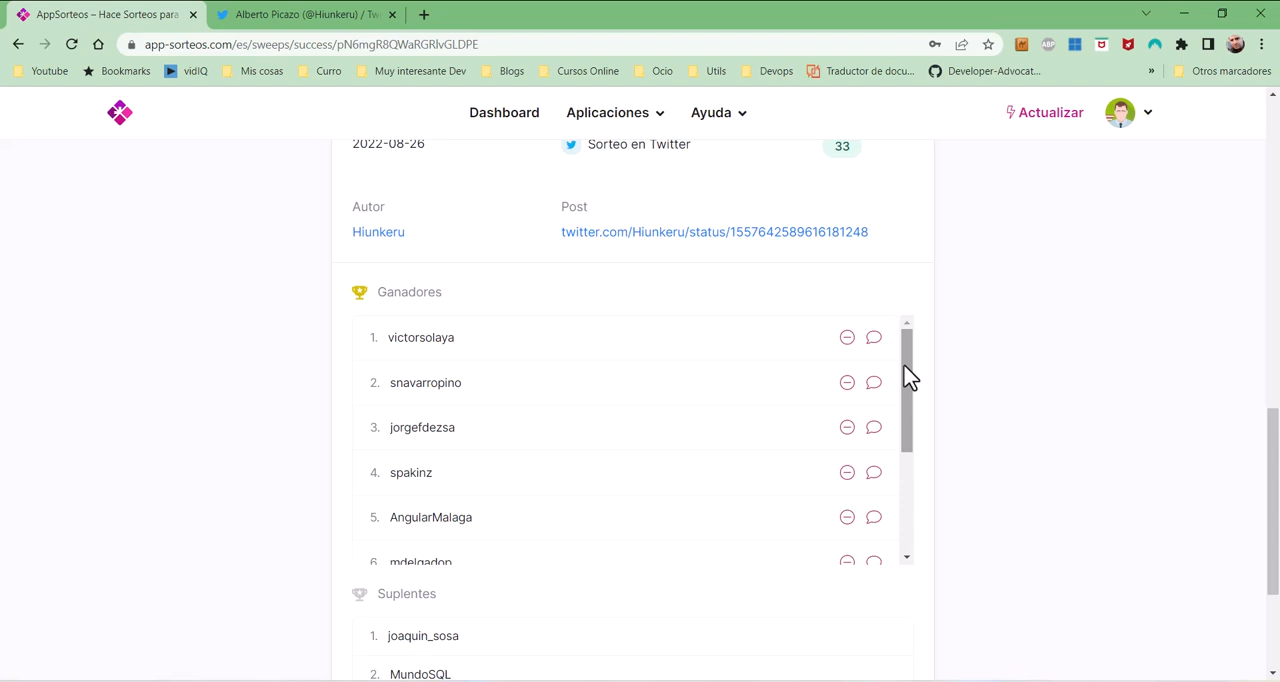 AppSorteos – Hace Sorteos para
Alberto Picazo (@Hiunkeru) / Tw
app-sorteos.com/es/sweeps/success/pN6mgR8QWaRGRlvGLDPE
Youtube
Bookmarks
vidIQ
Mis cosas
Curro
Muy interesante Dev
Blogs
Cursos Online
Ocio
Utils
Devops
Traductor de docu...
Developer-Advocat...
»
Otros marcadores
Dashboard
Aplicaciones
Ayuda
Actualizar
2022-08-26
Sorteo en Twitter
33
Autor
Post
Hiunkeru
twitter.com/Hiunkeru/status/1557642589616181248
Ganadores
1. victorsolaya
2. snavarropino
3. jorgefdezsa
4. spakinz
5. AngularMalaga
6. mdelgadop
Suplentes
1. joaquin_sosa
2. MundoSQL